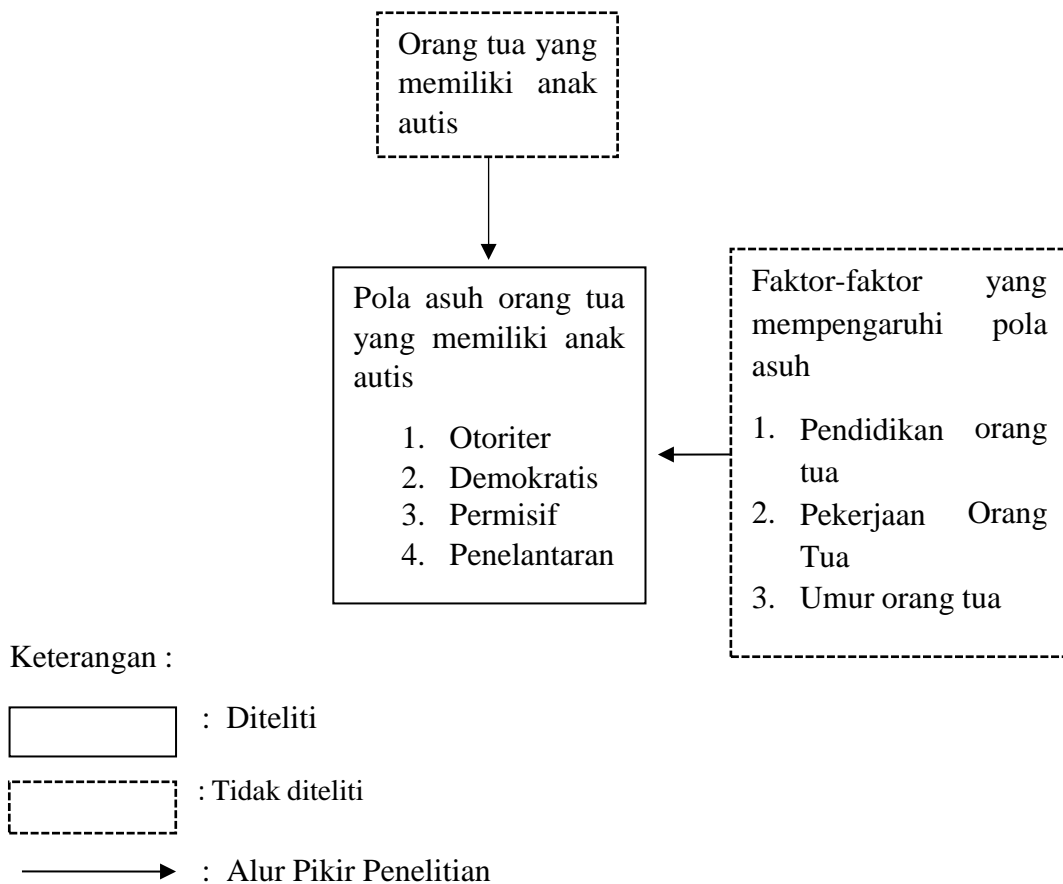 Orang tua yang
memiliki anak
autis
Pola asuh orang tua
yang memiliki anak
autis
1. Otoriter
2. Demokratis
3. Permisif
4. Penelantaran
Faktor-faktor yang
mempengaruhi pola
asuh
1. Pendidikan orang
tua
2. Pekerjaan Orang
Tua
3. Umur orang tua
Keterangan :
: Diteliti
: Tidak diteliti
: Alur Pikir Penelitian